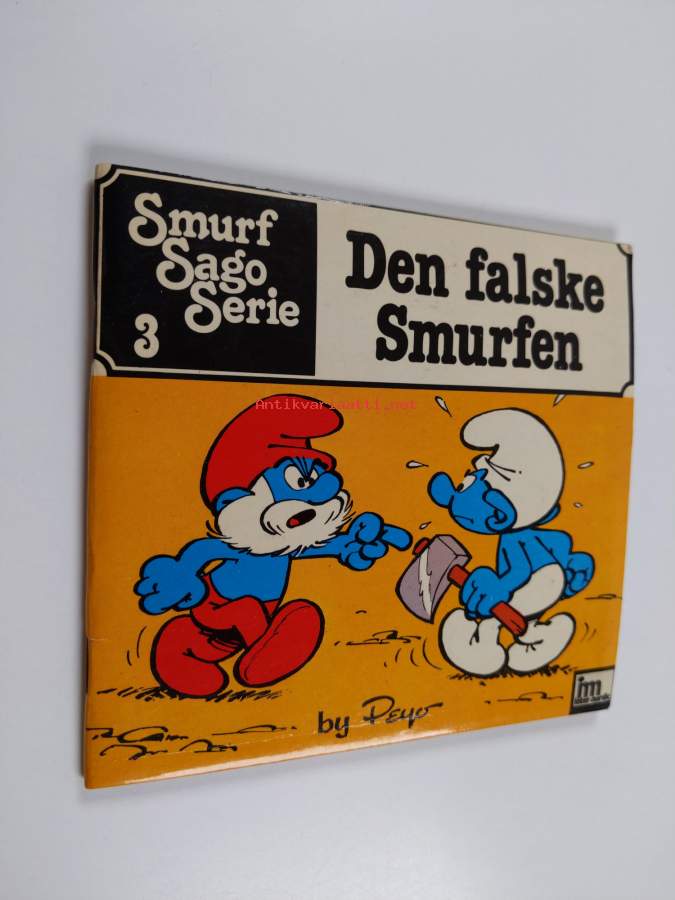 Smurf
Sago
Serie
3
Den falske
Smurfen
Antikvariaatti.net
by Peyo
im